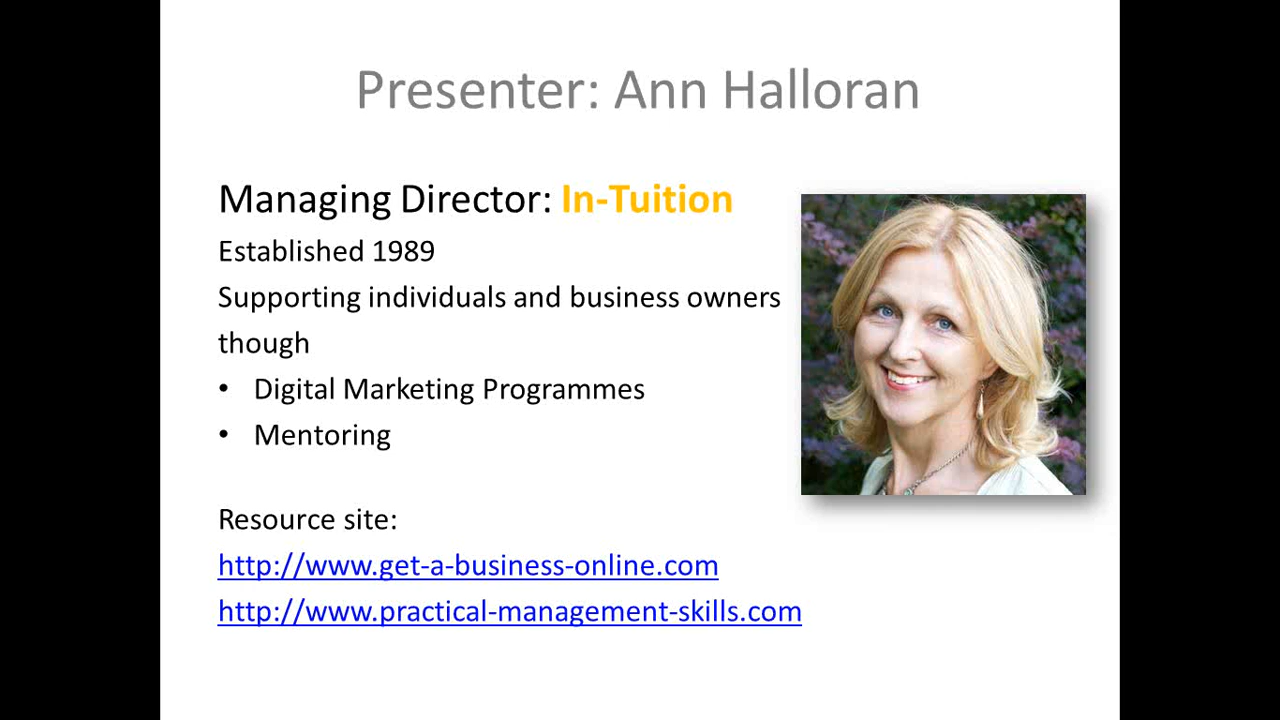 Presenter: Ann Halloran
Managing Director: In-Tuition
Established 1989
Supporting individuals and business owners
though
• Digital Marketing Programmes
• Mentoring
Resource site:
http://www.get-a-business-online.com
http://www.practical-management-skills.com